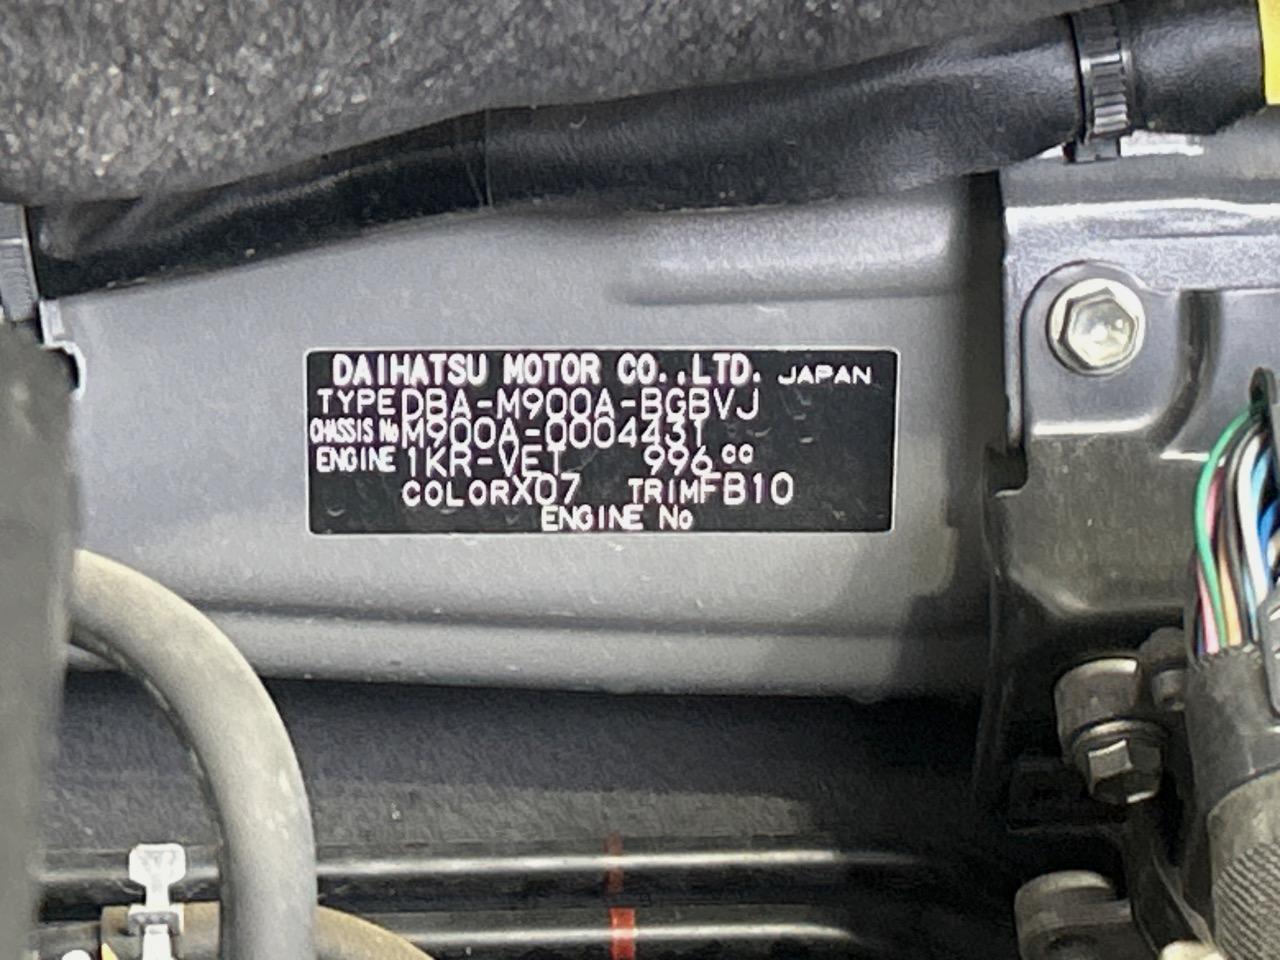 DAIHATSU MOTOR CO.,LTD. JAPAN
TYPE DBA-M900A-BGBVJ
CHASSIS No M900A-0004431
ENGINE 1KR-VET 996cc
COLOR X07 TRIM FB10
ENGINE No